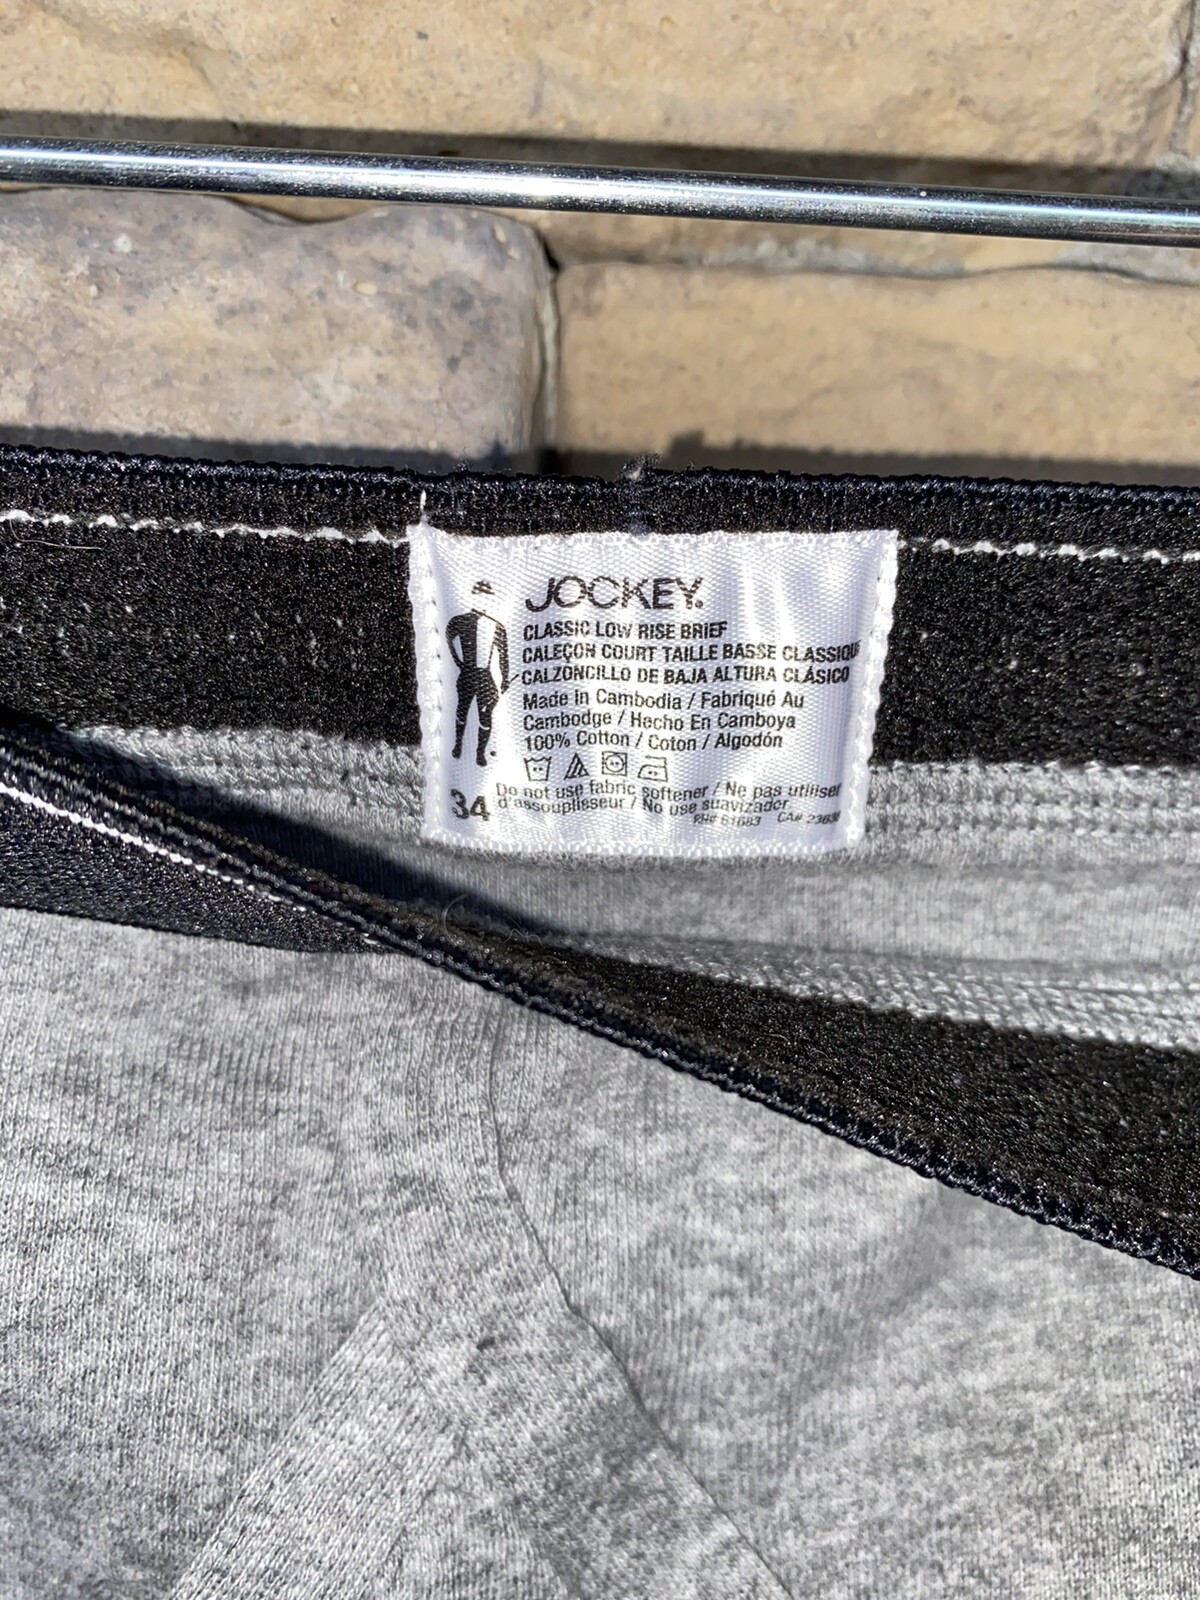 JOCKEY.
CLASSIC LOW RISE BRIEF
CALEÇON COURT TAILLE BASSE CLASSIQUE
CALZONCILLO DE BAJA ALTURA CLÁSICO
Made In Cambodia / Fabriqué Au
Cambodge / Hecho En Camboya
100% Cotton / Coton / Algodón
34
Do not use fabric softener / Ne pas utiliser
d'assouplisseur / No use suavizador.
RN# CA#